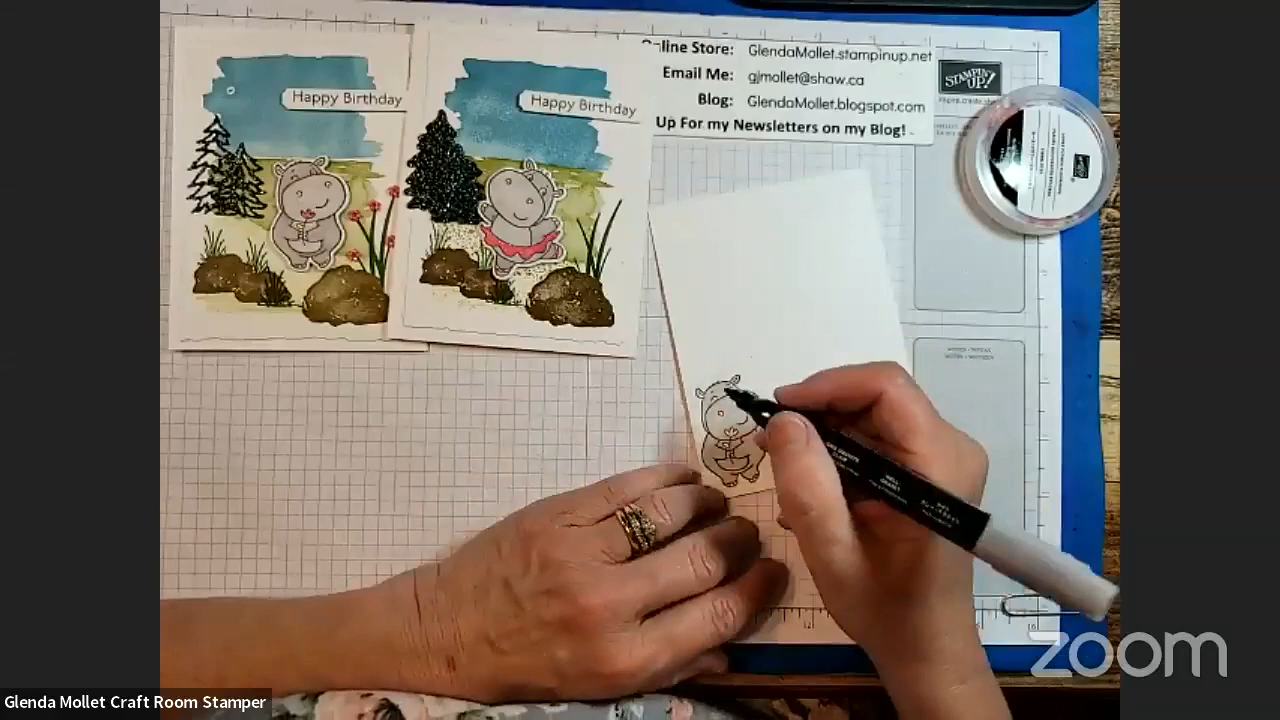 Online Store: GlendaMollet.stampinup.net
Email Me: gjmollet@shaw.ca
Blog: GlendaMollet.blogspot.com
Up For my Newsletters on my Blog!
STAMPIN' UP!
Happy Birthday
Happy Birthday
zoom
Glenda Mollet Craft Room Stamper